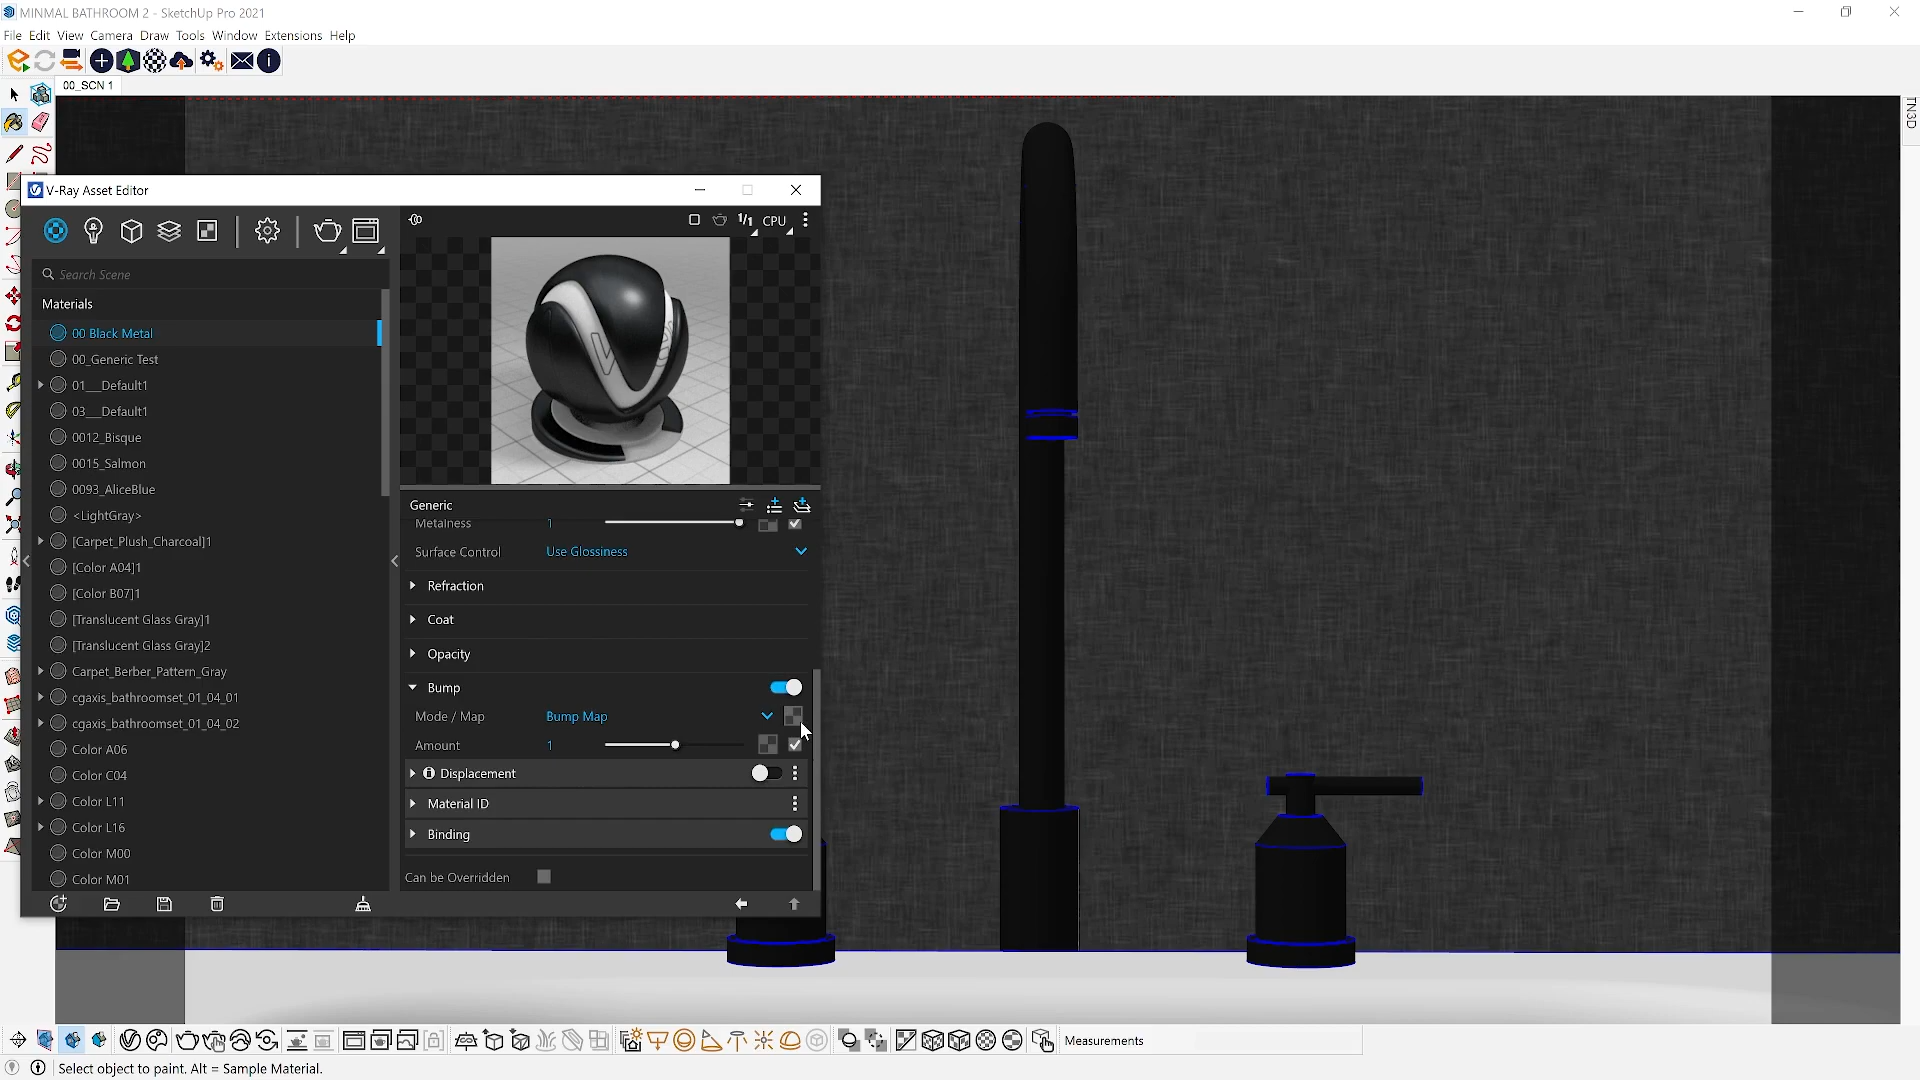 MINMAL BATHROOM 2 - SketchUp Pro 2021
File Edit View Camera Draw Tools Window Extensions Help
00_SCN 1
TN3D
V-Ray Asset Editor
1/1 CPU
Search Scene
Materials
00 Black Metal
00_Generic Test
01___Default1
03___Default1
0012_Bisque
0015_Salmon
0093_AliceBlue
<LightGray>
[Carpet_Plush_Charcoal]1
[Color A04]1
[Color B07]1
[Translucent Glass Gray]1
[Translucent Glass Gray]2
Carpet_Berber_Pattern_Gray
cgaxis_bathroomset_01_04_01
cgaxis_bathroomset_01_04_02
Color A06
Color C04
Color L11
Color L16
Color M00
Color M01
Generic
Metalness 1
Surface Control Use Glossiness
Refraction
Coat
Opacity
Bump
Mode / Map Bump Map
Amount 1
Displacement
Material ID
Binding
Can be Overridden
Measurements
Select object to paint. Alt = Sample Material.